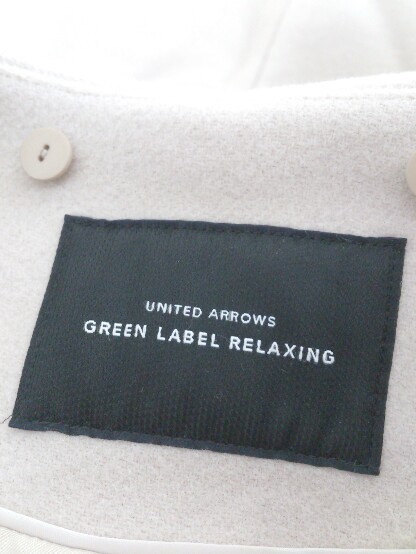 UNITED ARROWS
GREEN LABEL RELAXING